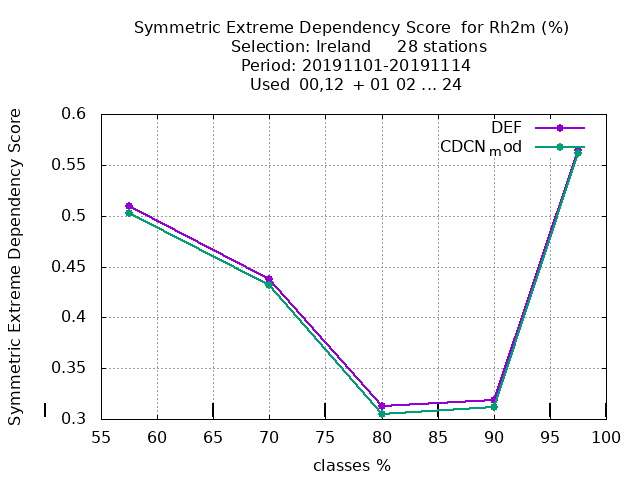 Symmetric Extreme Dependency Score  for Rh2m (%)
Selection: Ireland     28 stations
Period: 20191101-20191114
Used  00,12  + 01 02 ... 24
Symmetric Extreme Dependency Score
0.6
0.55
0.5
0.45
0.4
0.35
0.3
DEF
CDCN_mod
55 60 65 70 75 80 85 90 95 100
classes %